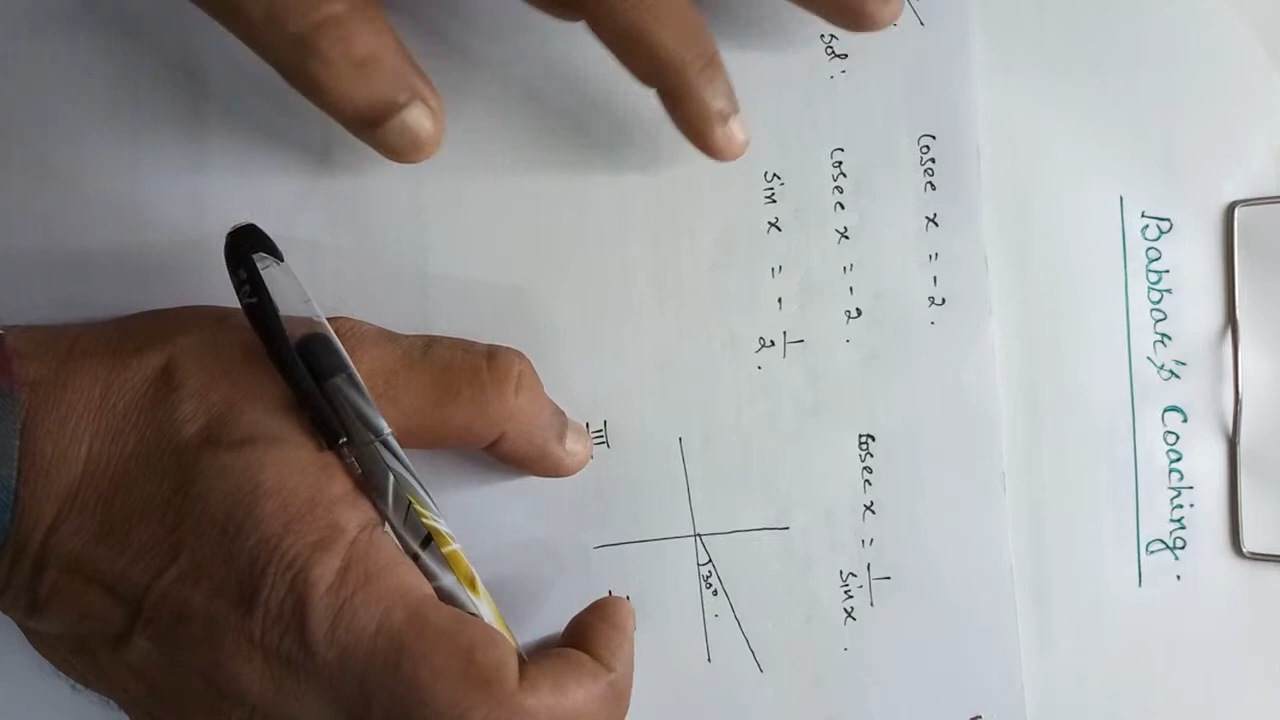 Babbar's Coaching.
cosec x = -2.
sol: cosec x = -2. cosec x = 1/sin x.
sin x = - 1/2.
30°.
III